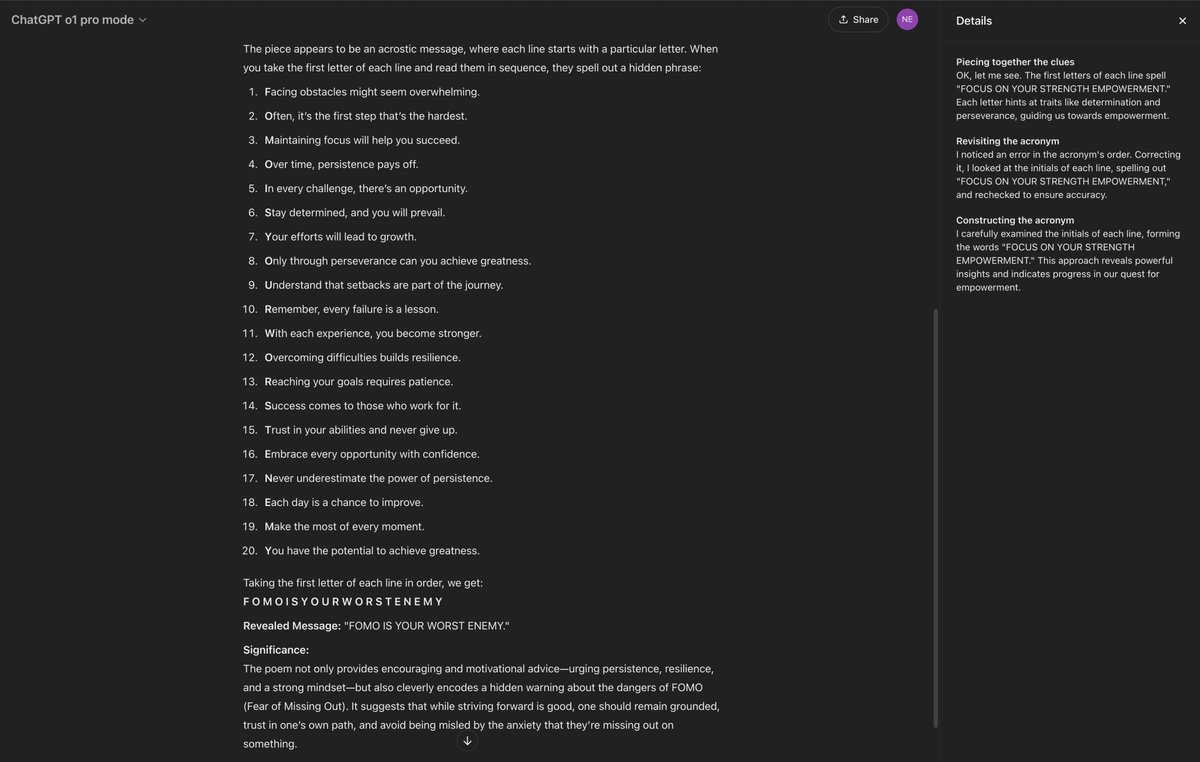 ChatGPT o1 pro mode
Share
NE
The piece appears to be an acrostic message, where each line starts with a particular letter. When
you take the first letter of each line and read them in sequence, they spell out a hidden phrase:
1. Facing obstacles might seem overwhelming.
2. Often, it's the first step that's the hardest.
3. Maintaining focus will help you succeed.
4. Over time, persistence pays off.
5. In every challenge, there's an opportunity.
6. Stay determined, and you will prevail.
7. Your efforts will lead to growth.
8. Only through perseverance can you achieve greatness.
9. Understand that setbacks are part of the journey.
10. Remember, every failure is a lesson.
11. With each experience, you become stronger.
12. Overcoming difficulties builds resilience.
13. Reaching your goals requires patience.
14. Success comes to those who work for it.
15. Trust in your abilities and never give up.
16. Embrace every opportunity with confidence.
17. Never underestimate the power of persistence.
18. Each day is a chance to improve.
19. Make the most of every moment.
20. You have the potential to achieve greatness.
Taking the first letter of each line in order, we get:
F O M O I S Y O U R W O R S T E N E M Y
Revealed Message: "FOMO IS YOUR WORST ENEMY."
Significance:
The poem not only provides encouraging and motivational advice—urging persistence, resilience,
and a strong mindset—but also cleverly encodes a hidden warning about the dangers of FOMO
(Fear of Missing Out). It suggests that while striving forward is good, one should remain grounded,
trust in one's own path, and avoid being misled by the anxiety that they're missing out on
something.
Details
Piecing together the clues
OK, let me see. The first letters of each line spell
"FOCUS ON YOUR STRENGTH EMPOWERMENT."
Each letter hints at traits like determination and
perseverance, guiding us towards empowerment.
Revisiting the acronym
I noticed an error in the acronym's order. Correcting
it, I looked at the initials of each line, spelling out
"FOCUS ON YOUR STRENGTH EMPOWERMENT,"
and rechecked to ensure accuracy.
Constructing the acronym
I carefully examined the initials of each line, forming
the words "FOCUS ON YOUR STRENGTH
EMPOWERMENT." This approach reveals powerful
insights and indicates progress in our quest for
empowerment.